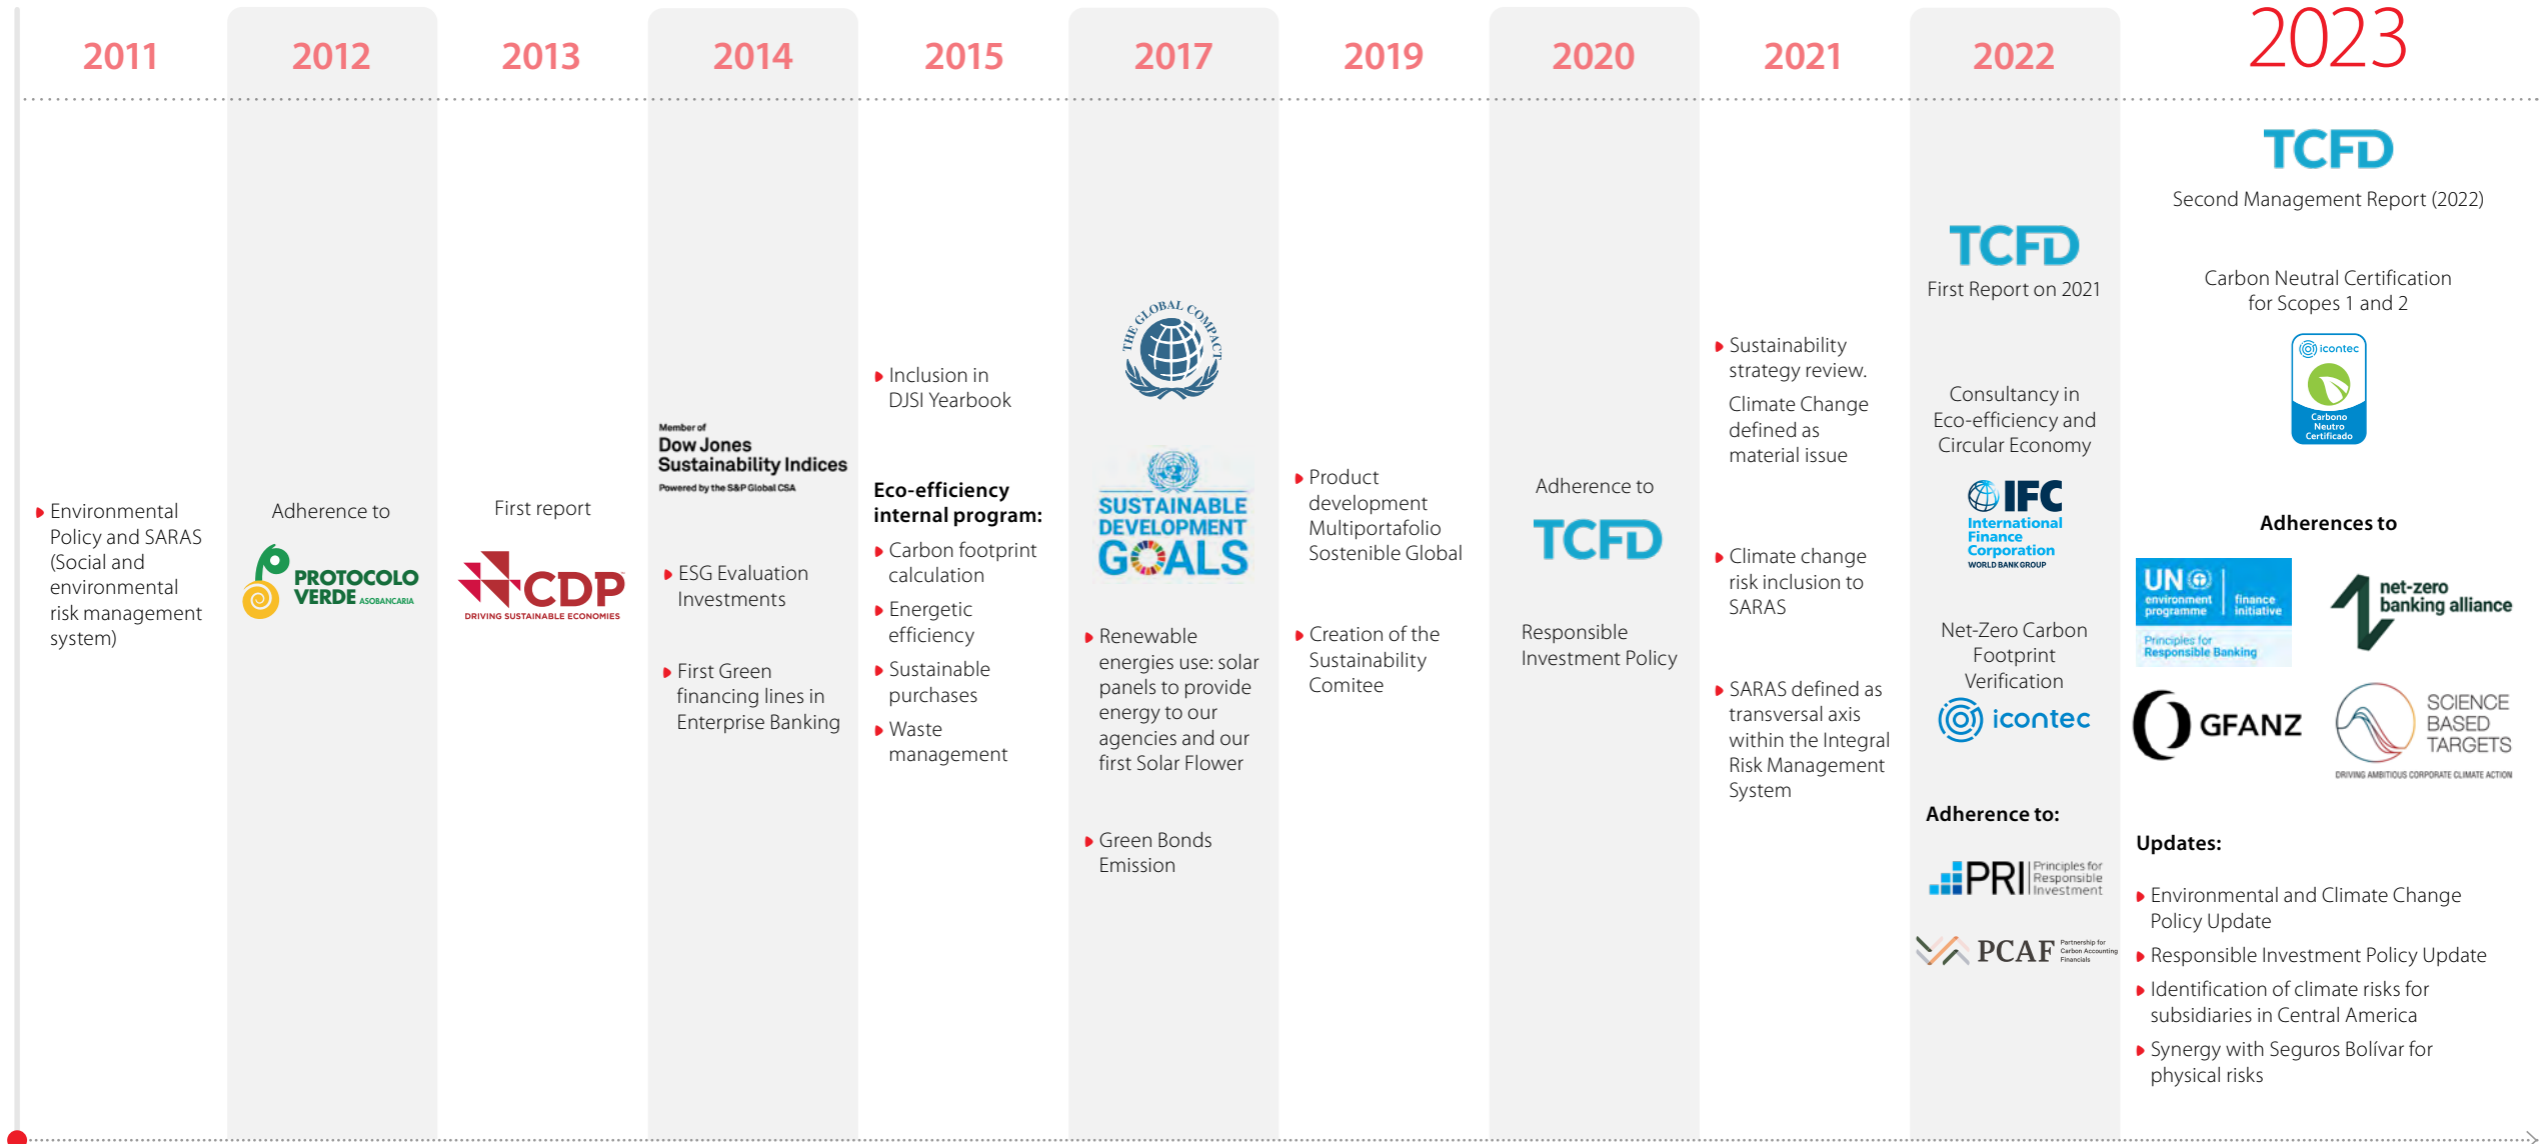 2011
Environmental
Policy and SARAS
(Social and
environmental
risk management
system)
2012
Adherence to
PROTOCOLO
VERDE ASOBANCARIA
2013
First report
CDP
DRIVING SUSTAINABLE ECONOMIES
2014
Member of
Dow Jones
Sustainability Indices
Powered by the S&P Global CSA
ESG Evaluation
Investments
First Green
financing lines in
Enterprise Banking
2015
Inclusion in
DJSI Yearbook
Eco-efficiency
internal program:
Carbon footprint
calculation
Energetic
efficiency
Sustainable
purchases
Waste
management
2017
THE GLOBAL COMPACT
SUSTAINABLE
DEVELOPMENT
GOALS
Renewable
energies use: solar
panels to provide
energy to our
agencies and our
first Solar Flower
Green Bonds
Emission
2019
Product
development
Multiportafolio
Sostenible Global
Creation of the
Sustainability
Comitee
2020
Adherence to
TCFD
Responsible
Investment Policy
2021
Sustainability
strategy review.
Climate Change
defined as
material issue
Climate change
risk inclusion to
SARAS
SARAS defined as
transversal axis
within the Integral
Risk Management
System
2022
TCFD
First Report on 2021
Consultancy in
Eco-efficiency and
Circular Economy
IFC
International
Finance
Corporation
WORLD BANK GROUP
Net-Zero Carbon
Footprint
Verification
icontec
Adherence to:
PRI Principles for
Responsible
Investment
PCAF Partnership for
Carbon Accounting
Financials
2023
TCFD
Second Management Report (2022)
Carbon Neutral Certification
for Scopes 1 and 2
icontec
Carbono
Neutro
Certificado
Adherences to
UN
environment
programme
finance
initiative
Principles for
Responsible Banking
net-zero
banking alliance
GFANZ
SCIENCE
BASED
TARGETS
DRIVING AMBITIOUS CORPORATE CLIMATE ACTION
Updates:
Environmental and Climate Change
Policy Update
Responsible Investment Policy Update
Identification of climate risks for
subsidiaries in Central America
Synergy with Seguros Bolívar for
physical risks